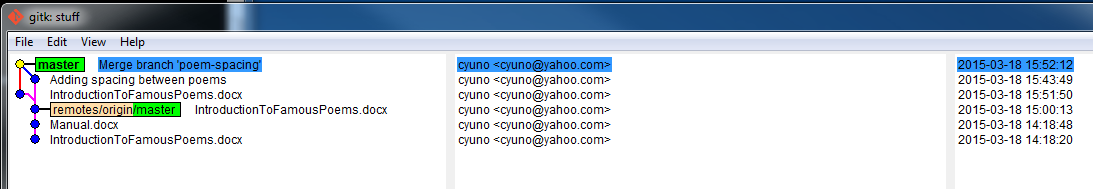 gitk: stuff
File Edit View Help
master Merge branch 'poem-spacing' cyuno <cyuno@yahoo.com> 2015-03-18 15:52:12
Adding spacing between poems cyuno <cyuno@yahoo.com> 2015-03-18 15:43:49
IntroductionToFamousPoems.docx cyuno <cyuno@yahoo.com> 2015-03-18 15:51:50
remotes/origin/master IntroductionToFamousPoems.docx cyuno <cyuno@yahoo.com> 2015-03-18 15:00:13
Manual.docx cyuno <cyuno@yahoo.com> 2015-03-18 14:18:48
IntroductionToFamousPoems.docx cyuno <cyuno@yahoo.com> 2015-03-18 14:18:20